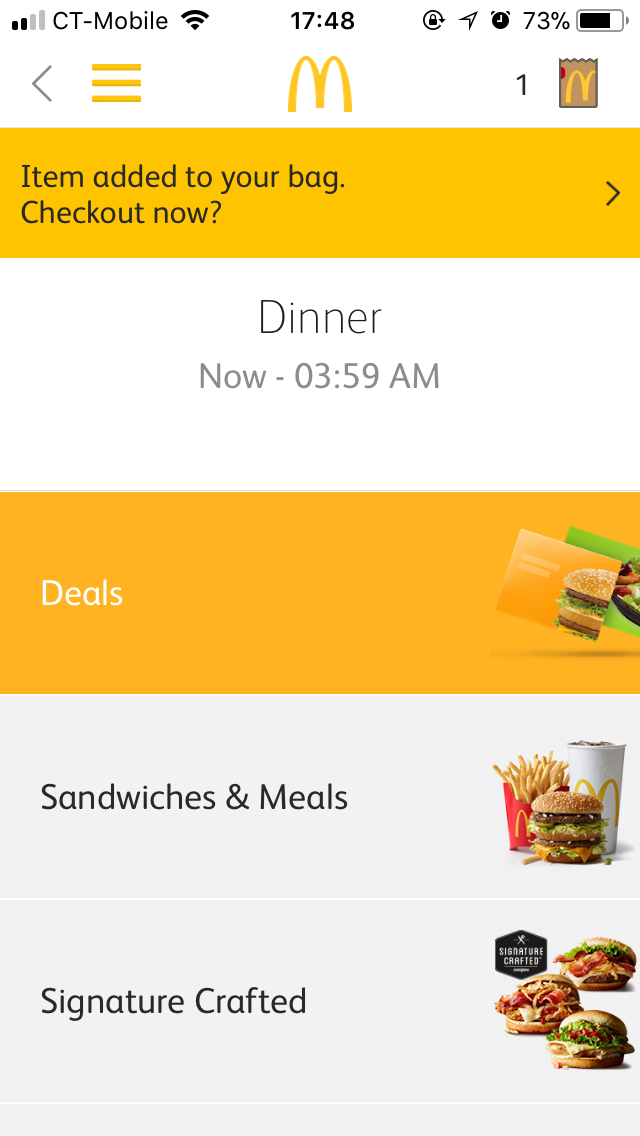 CT-Mobile 17:48 73%
1
Item added to your bag.
Checkout now?
Dinner
Now - 03:59 AM
Deals
Sandwiches & Meals
SIGNATURE
CRAFTED
Signature Crafted